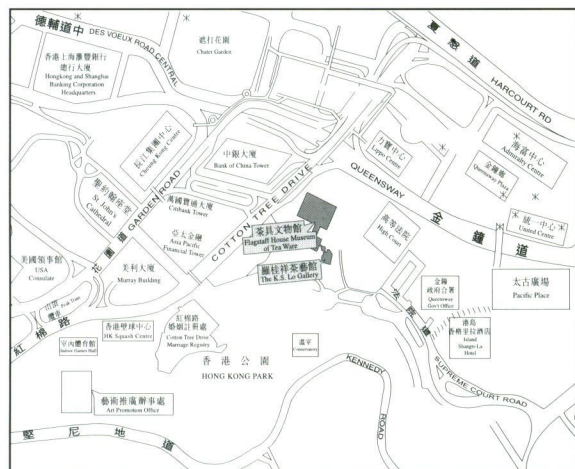 德輔道中 DES VOEUX ROAD CENTRAL
遮打花園
Chater Garden
夏慤道
HARCOURT RD
香港上海滙豐銀行
總行大廈
Hongkong and Shanghai
Banking Corporation
Headquarters
長江集團中心
Cheung Kong Centre
中銀大廈
Bank of China Tower
力寶中心
Lippo Centre
海富中心
Admiralty Centre
金鐘廊
Queensway Plaza
統一中心
United Centre
聖約翰座堂
St. John's
Cathedral
花園道 GARDEN ROAD
萬國寶通大廈
Citibank Tower
COTTON TREE DRIVE
QUEENSWAY
金鐘道
茶具文物館
Flagstaff House Museum
of Tea Ware
高等法院
High Court
亞太金融
Asia Pacific
Financial Tower
羅桂祥茶藝館
The K.S. Lo Gallery
美國領事館
USA
Consulate
美利大廈
Murray Building
太古廣場
Pacific Place
金鐘
政府合署
Queensway
Gov't Office
山頂
纜車
Peak Tram
紅棉路
香港壁球中心
HK Squash Centre
紅棉路
婚姻註冊處
Cotton Tree Drive
Marriage Registry
法院道
港島
香格里拉酒店
Island
Shangri-La
Hotel
室內體育館
Indoor Games Hall
溫室
Conservatory
香港公園
HONG KONG PARK
KENNEDY ROAD
SUPREME COURT ROAD
藝術推廣辦事處
Art Promotion Office
堅尼地道